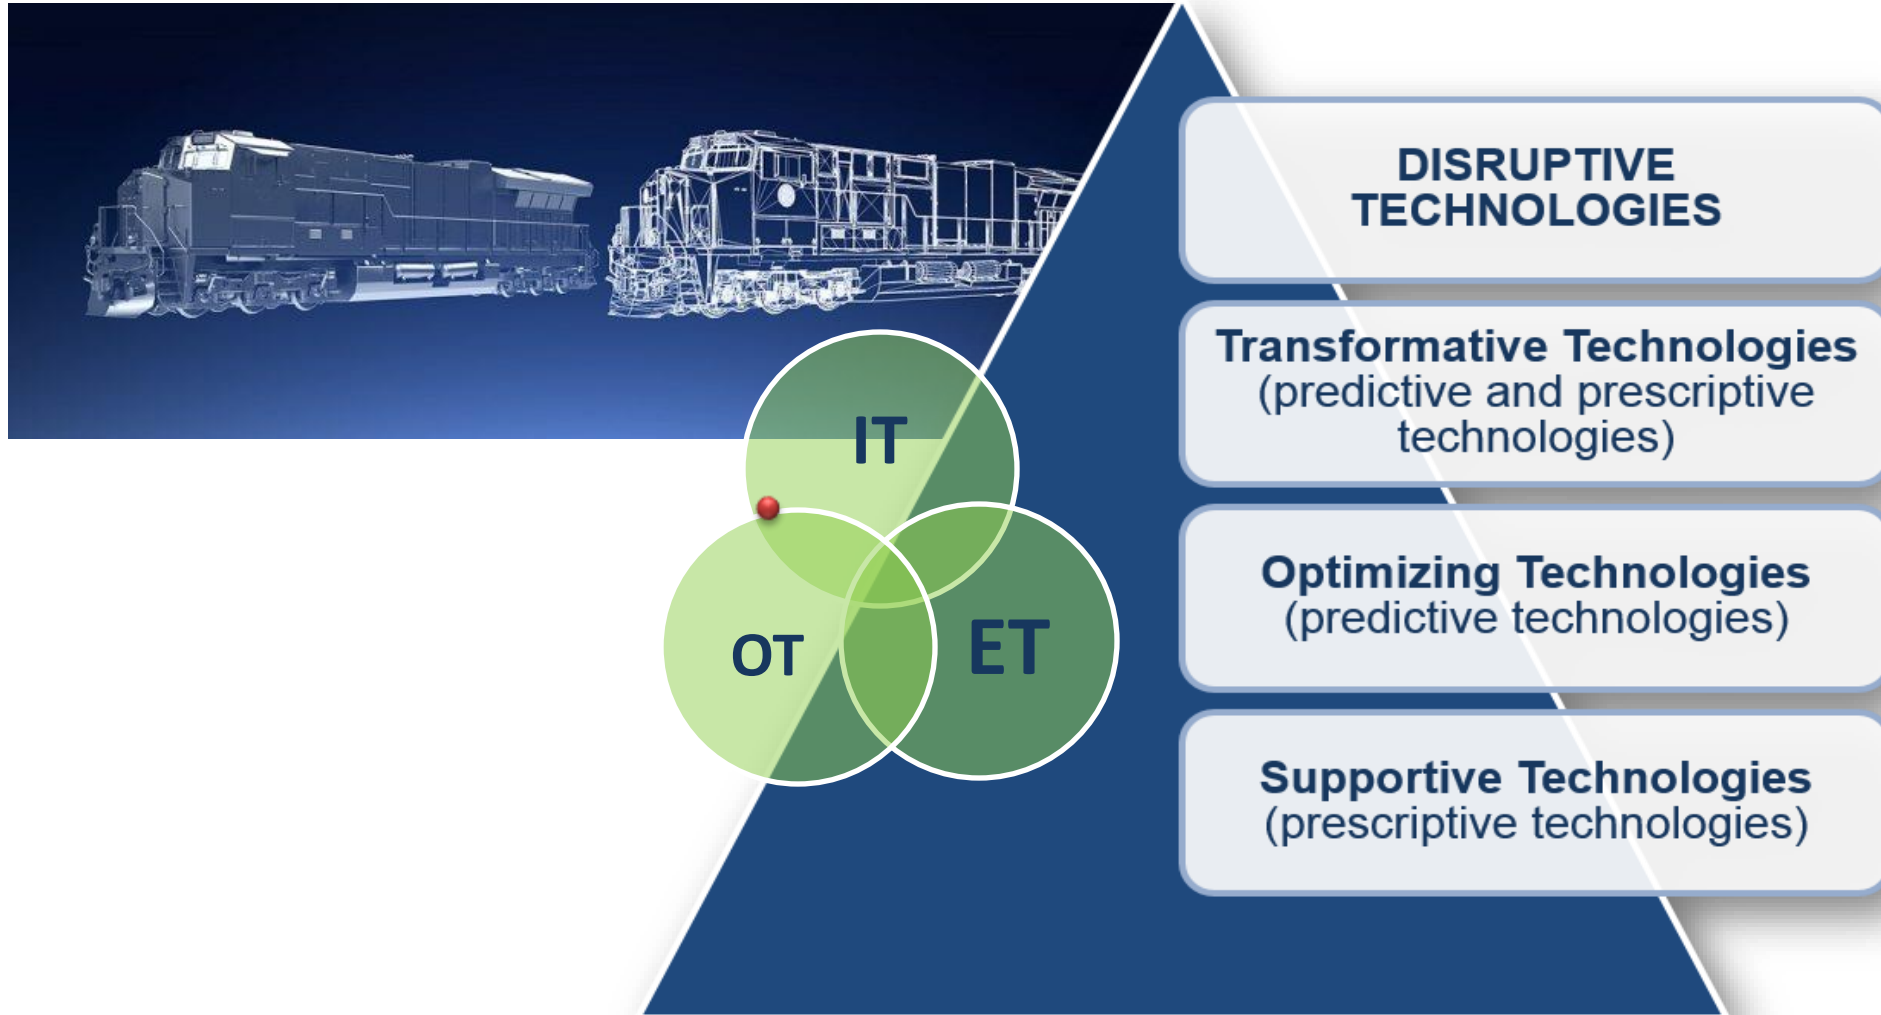 DISRUPTIVE
TECHNOLOGIES
Transformative Technologies
(predictive and prescriptive
technologies)
Optimizing Technologies
(predictive technologies)
Supportive Technologies
(prescriptive technologies)
IT
OT
ET